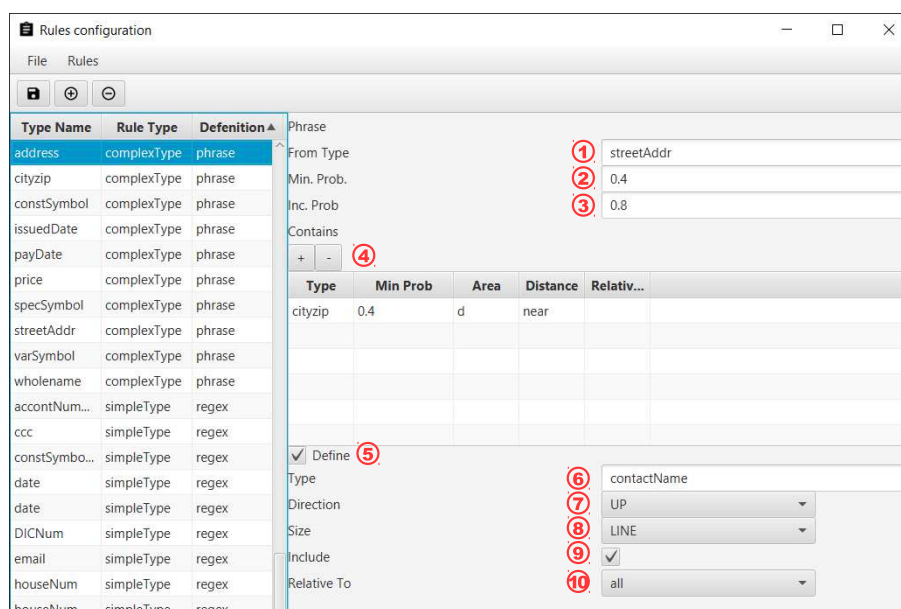 Rules configuration
File Rules
Type Name Rule Type Defenition
address complexType phrase
cityzip complexType phrase
constSymbol complexType phrase
issuedDate complexType phrase
payDate complexType phrase
price complexType phrase
specSymbol complexType phrase
streetAddr complexType phrase
varSymbol complexType phrase
wholename complexType phrase
accontNum... simpleType regex
ccc simpleType regex
constSymbo... simpleType regex
date simpleType regex
date simpleType regex
DICNum simpleType regex
email simpleType regex
houseNum simpleType regex
houseNum simpleType regex
Phrase
From Type 1 streetAddr
Min. Prob. 2 0.4
Inc. Prob 3 0.8
Contains
+ - 4
Type Min Prob Area Distance Relativ...
cityzip 0.4 d near
Define 5
Type 6 contactName
Direction 7 UP
Size 8 LINE
Include 9
Relative To 10 all